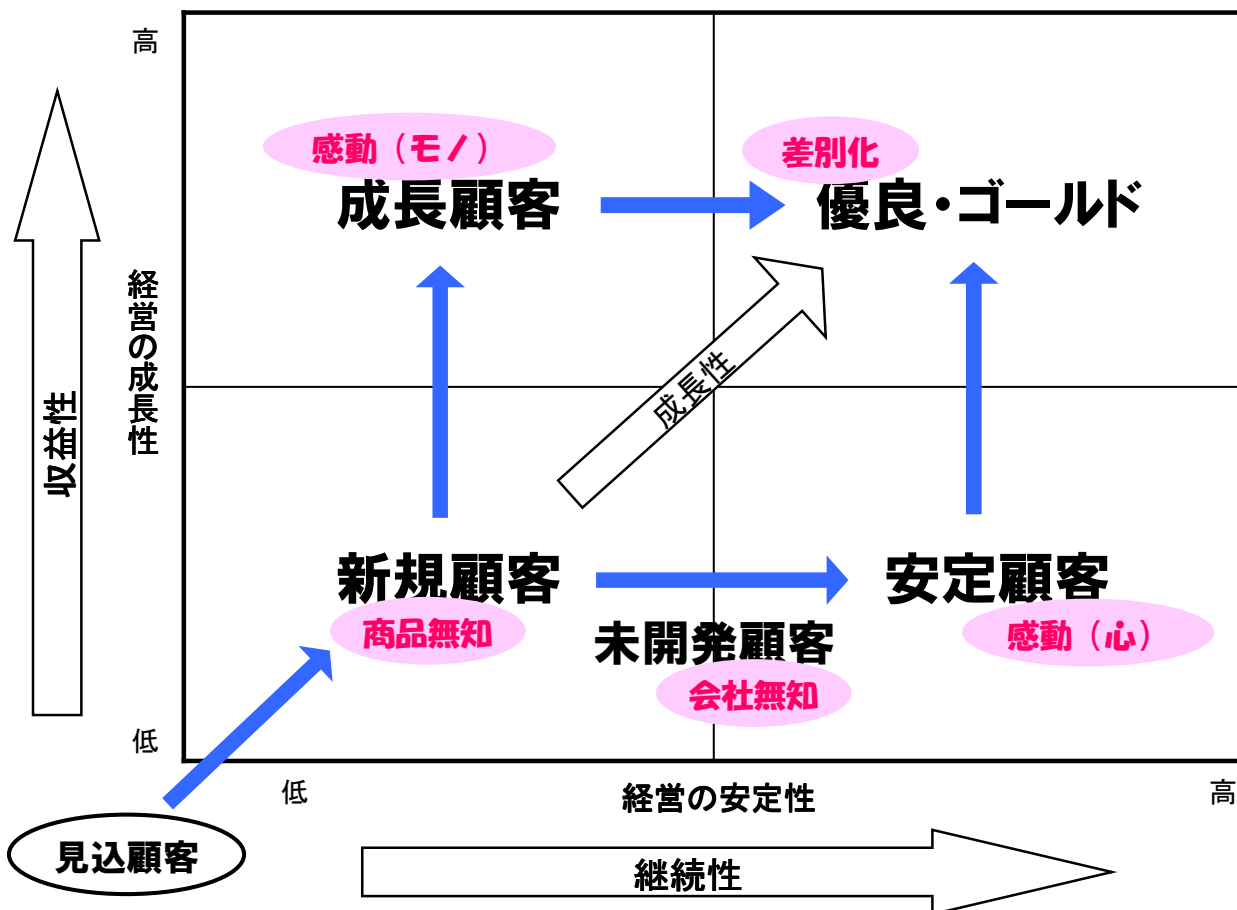 高
感動（モノ）
差別化
成長顧客
優良・ゴールド
経営の成長性
収益性
成長性
新規顧客
安定顧客
商品無知
未開発顧客
感動（心）
会社無知
低
低
経営の安定性
高
見込顧客
継続性